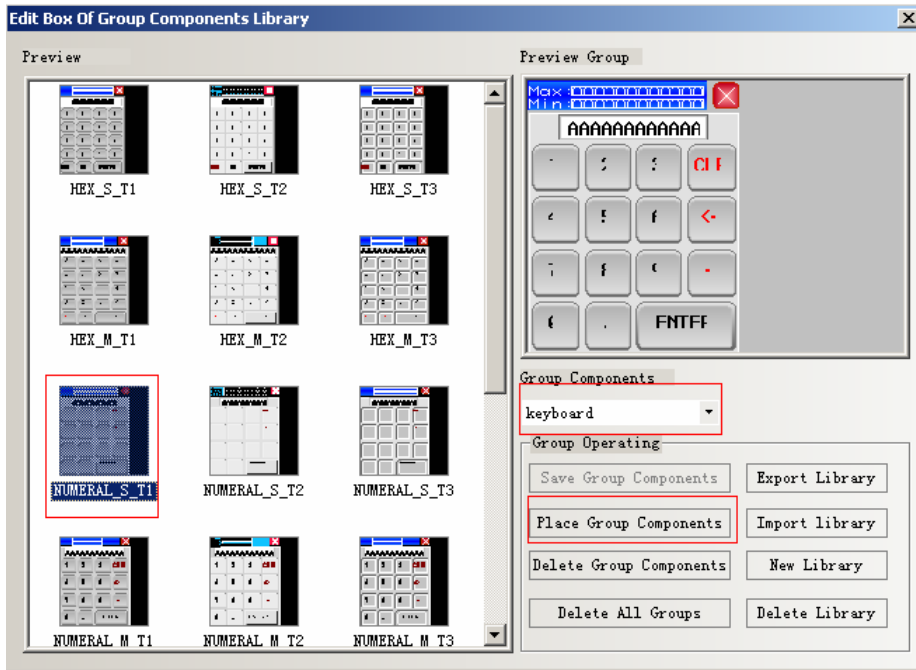 Edit Box Of Group Components Library
Preview
HEX_S_T1
HEX_S_T2
HEX_S_T3
HEX_M_T1
HEX_M_T2
HEX_M_T3
NUMERAL_S_T1
NUMERAL_S_T2
NUMERAL_S_T3
NUMERAL_M_T1
NUMERAL_M_T2
NUMERAL_M_T3
Preview Group
Max:
Min:
AAAAAAAAAAAA
Group Components
keyboard
Group Operating
Save Group Components
Export Library
Place Group Components
Import library
Delete Group Components
New Library
Delete All Groups
Delete Library